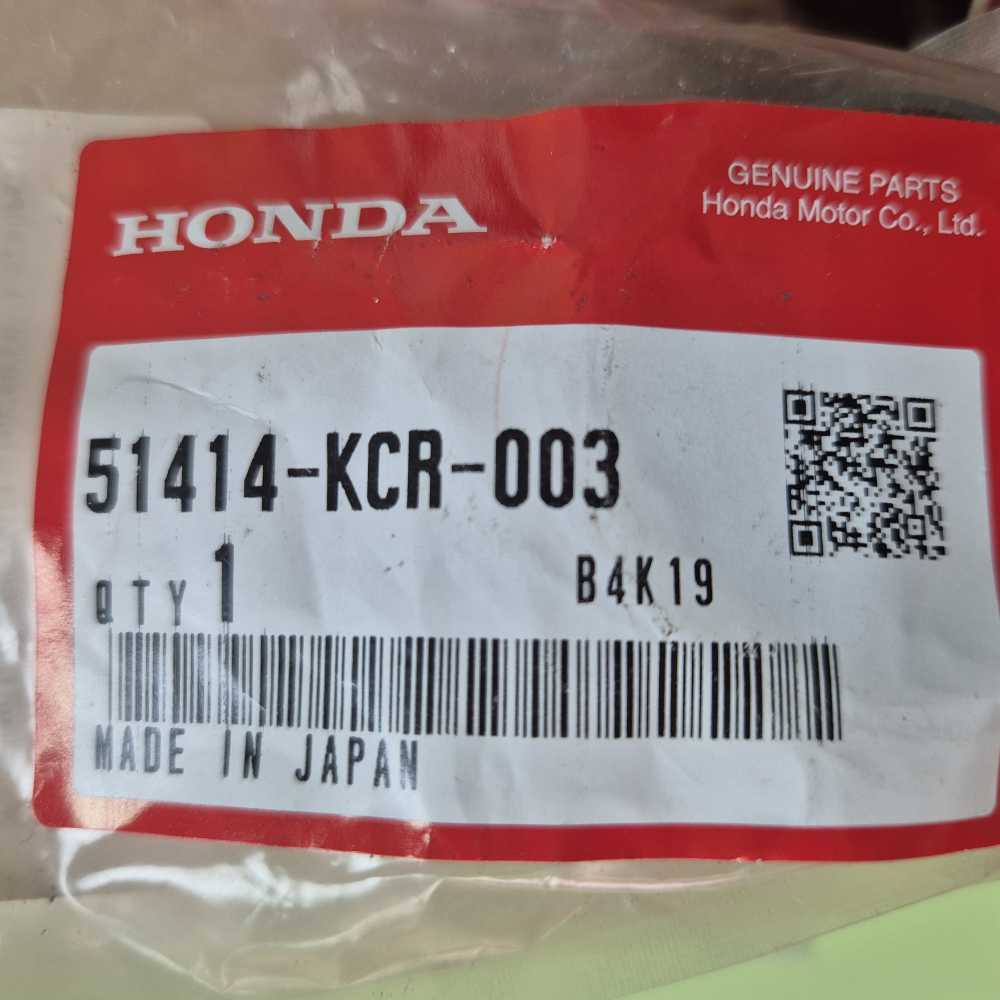 HONDA
GENUINE PARTS
Honda Motor Co., Ltd.
51414-KCR-003
QTY 1
B4K19
MADE IN JAPAN